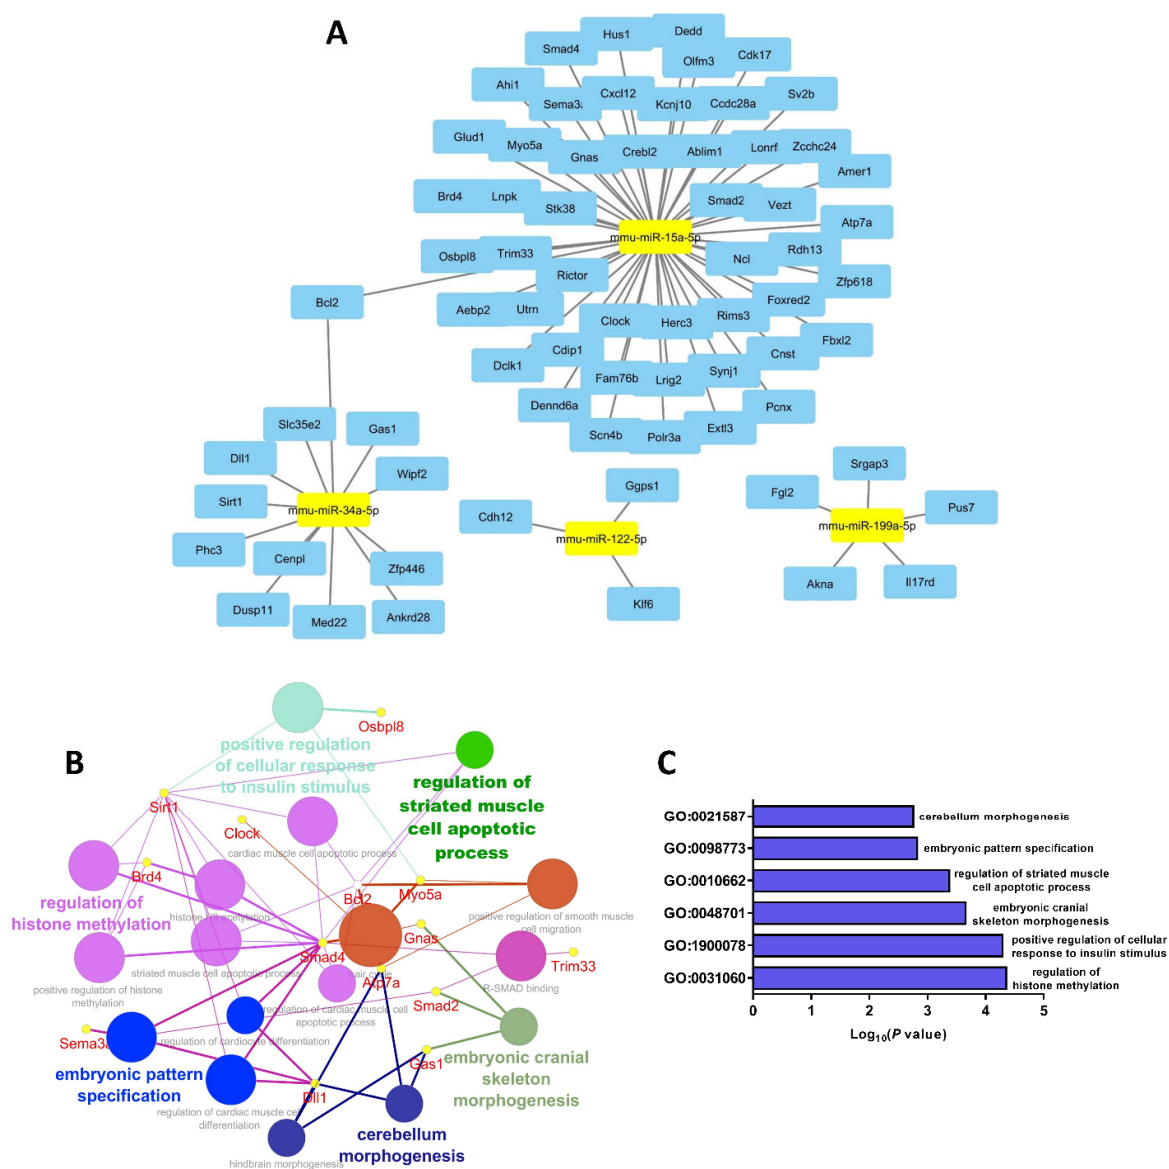 A
Dedd
Hus1
Smad4
Olfm3
Cdk17
Ahi1
Sema3a
Cxcl12
Kcnj10
Ccdc28a
Sv2b
Glud1
Myo5a
Gnas
Crebl2
Ablim1
Lonrf
Zcchc24
Amer1
Brd4
Lnpk
Stk38
Smad2
Vezt
Atp7a
mmu-miR-15a-5p
Osbpl8
Trim33
Rictor
Ncl
Rdh13
Zfp618
Bcl2
Aebp2
Utrn
Clock
Herc3
Rims3
Foxred2
Fbxl2
Dclk1
Cdip1
Fam76b
Lrig2
Synj1
Cnst
Dennd6a
Scn4b
Polr3a
Extl3
Pcnx
Slc35e2
Gas1
Dll1
Wipf2
Sirt1
mmu-miR-34a-5p
Phc3
Cenpl
Zfp446
Dusp11
Med22
Ankrd28
Ggps1
Cdh12
mmu-miR-122-5p
Klf6
Srgap3
Fgl2
Pus7
mmu-miR-199a-5p
Akna
Il17rd
B
Osbpl8
positive regulation
of cellular response
to insulin stimulus
regulation of
striated muscle
cell apoptotic
process
Sirt1
Clock
cardiac muscle cell apoptotic process
Brd4
regulation of
histone methylation
histone H3 acetylation
Bcl2
Myo5a
positive regulation of smooth muscle
cell migration
Gnas
Smad4
hair cycle
Atp7a
Trim33
R-SMAD binding
positive regulation of histone
methylation
striated muscle cell apoptotic process
regulation of cardiac muscle cell
apoptotic process
Smad2
Sema3a
regulation of cardiocyte differentiation
Gas1
embryonic pattern
specification
embryonic cranial
skeleton
morphogenesis
Dll1
regulation of cardiac muscle cell
differentiation
cerebellum
morphogenesis
hindbrain morphogenesis
C
GO:0021587
cerebellum morphogenesis
GO:0098773
embryonic pattern specification
GO:0010662
regulation of striated muscle
cell apoptotic process
GO:0048701
embryonic cranial
skeleton morphogenesis
GO:1900078
positive regulation of cellular
response to insulin stimulus
GO:0031060
regulation of
histone methylation
0 1 2 3 4 5
Log10(P value)